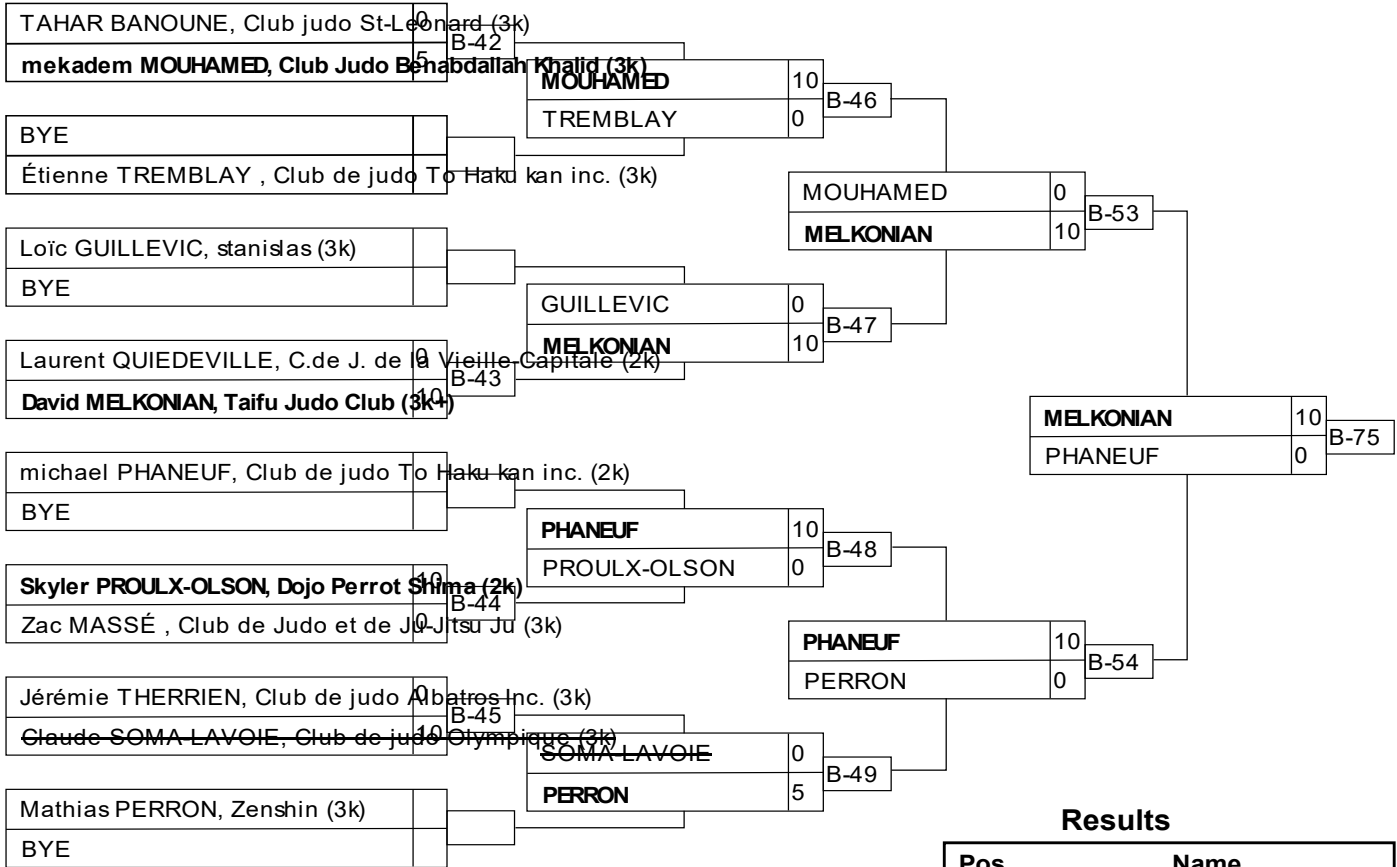 TAHAR BANOUNE, Club judo St-Leonard (3k) 0
B-42
mekadem MOUHAMED, Club Judo Benabdallah Khalid (3k) 5
MOUHAMED 10
B-46
TREMBLAY 0
BYE
Étienne TREMBLAY , Club de judo To Haku kan inc. (3k)
MOUHAMED 0
B-53
MELKONIAN 10
Loïc GUILLEVIC, stanislas (3k)
BYE
GUILLEVIC 0
B-47
MELKONIAN 10
Laurent QUIEDEVILLE, C.de J. de la Vieille-Capitale (2k) 0
B-43
David MELKONIAN, Taifu Judo Club (3k+) 10
MELKONIAN 10
B-75
PHANEUF 0
michael PHANEUF, Club de judo To Haku kan inc. (2k)
BYE
PHANEUF 10
B-48
PROULX-OLSON 0
Skyler PROULX-OLSON, Dojo Perrot Shima (2k) 10
B-44
Zac MASSÉ , Club de Judo et de Ju-Jitsu Ju (3k) 0
PHANEUF 10
B-54
PERRON 0
Jérémie THERRIEN, Club de judo Albatros Inc. (3k) 0
B-45
Claude SOMA-LAVOIE, Club de judo Olympique (3k) 10
SOMA-LAVOIE 0
B-49
PERRON 5
Mathias PERRON, Zenshin (3k)
BYE
Results
Pos Name